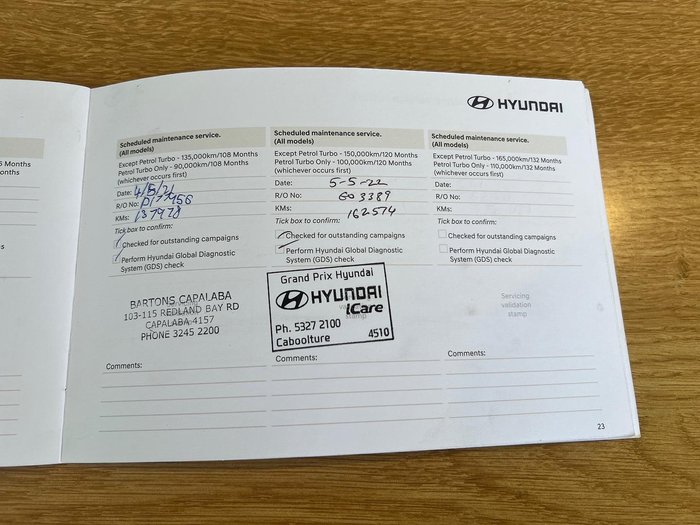 HYUNDAI
Scheduled maintenance service.
(All models)
Except Petrol Turbo - 135,000km/108 Months
Petrol Turbo Only - 90,000km/108 Months
(whichever occurs first)
Date: 4/5/21
R/O No:
KMs: 137978
Tick box to confirm:
Checked for outstanding campaigns
Perform Hyundai Global Diagnostic
System (GDS) check
BARTONS CAPALABA
103-115 REDLAND BAY RD
CAPALABA 4157
PHONE 3245 2200
Comments:
Scheduled maintenance service.
(All models)
Except Petrol Turbo - 150,000km/120 Months
Petrol Turbo Only - 100,000km/120 Months
(whichever occurs first)
Date: 5-5-22
R/O No: GO 3389
KMs: 162574
Tick box to confirm:
Checked for outstanding campaigns
Perform Hyundai Global Diagnostic
System (GDS) check
Grand Prix Hyundai
HYUNDAI
iCare
stamp
Ph. 5327 2100
Caboolture 4510
Comments:
Scheduled maintenance service.
(All models)
Except Petrol Turbo - 165,000km/132 Months
Petrol Turbo Only - 110,000km/132 Months
(whichever occurs first)
Date:
R/O No:
KMs:
Tick box to confirm:
Checked for outstanding campaigns
Perform Hyundai Global Diagnostic
System (GDS) check
Servicing
validation
stamp
Comments:
23